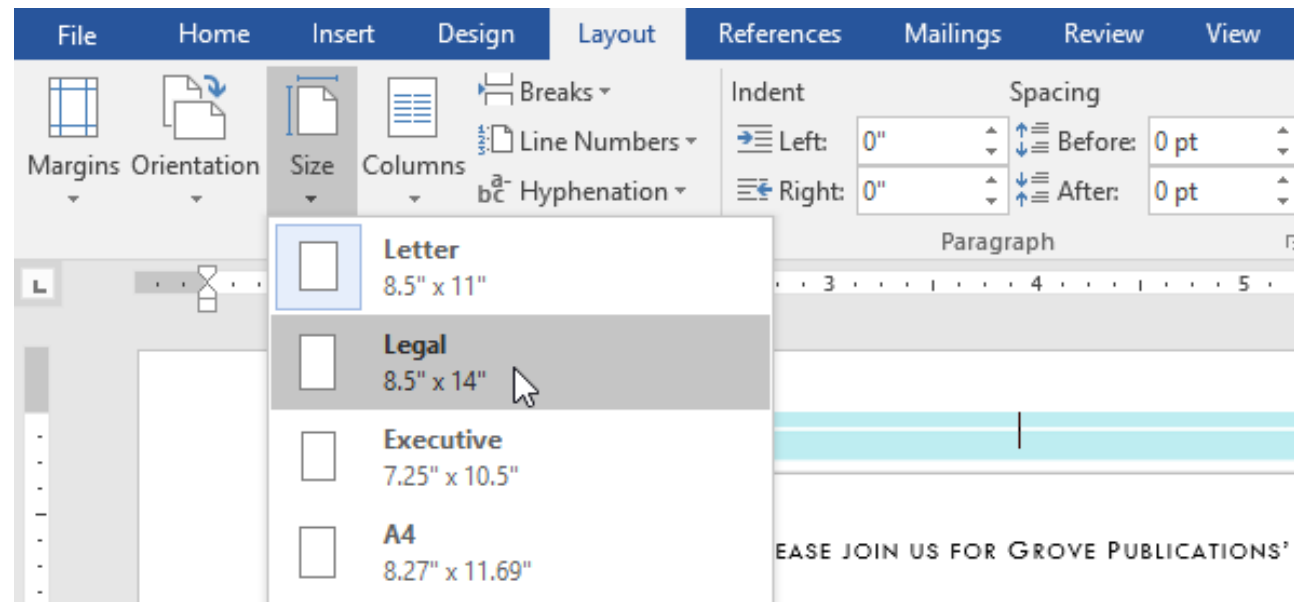 File Home Insert Design Layout References Mailings Review View
Breaks Indent Spacing
Line Numbers Left: 0" Before: 0 pt
Margins Orientation Size Columns
Hyphenation Right: 0" After: 0 pt
Paragraph
Letter
8.5" x 11"
L 3 4 5
Legal
8.5" x 14"
Executive
7.25" x 10.5"
A4
8.27" x 11.69"
EASE JOIN US FOR GROVE PUBLICATIONS'